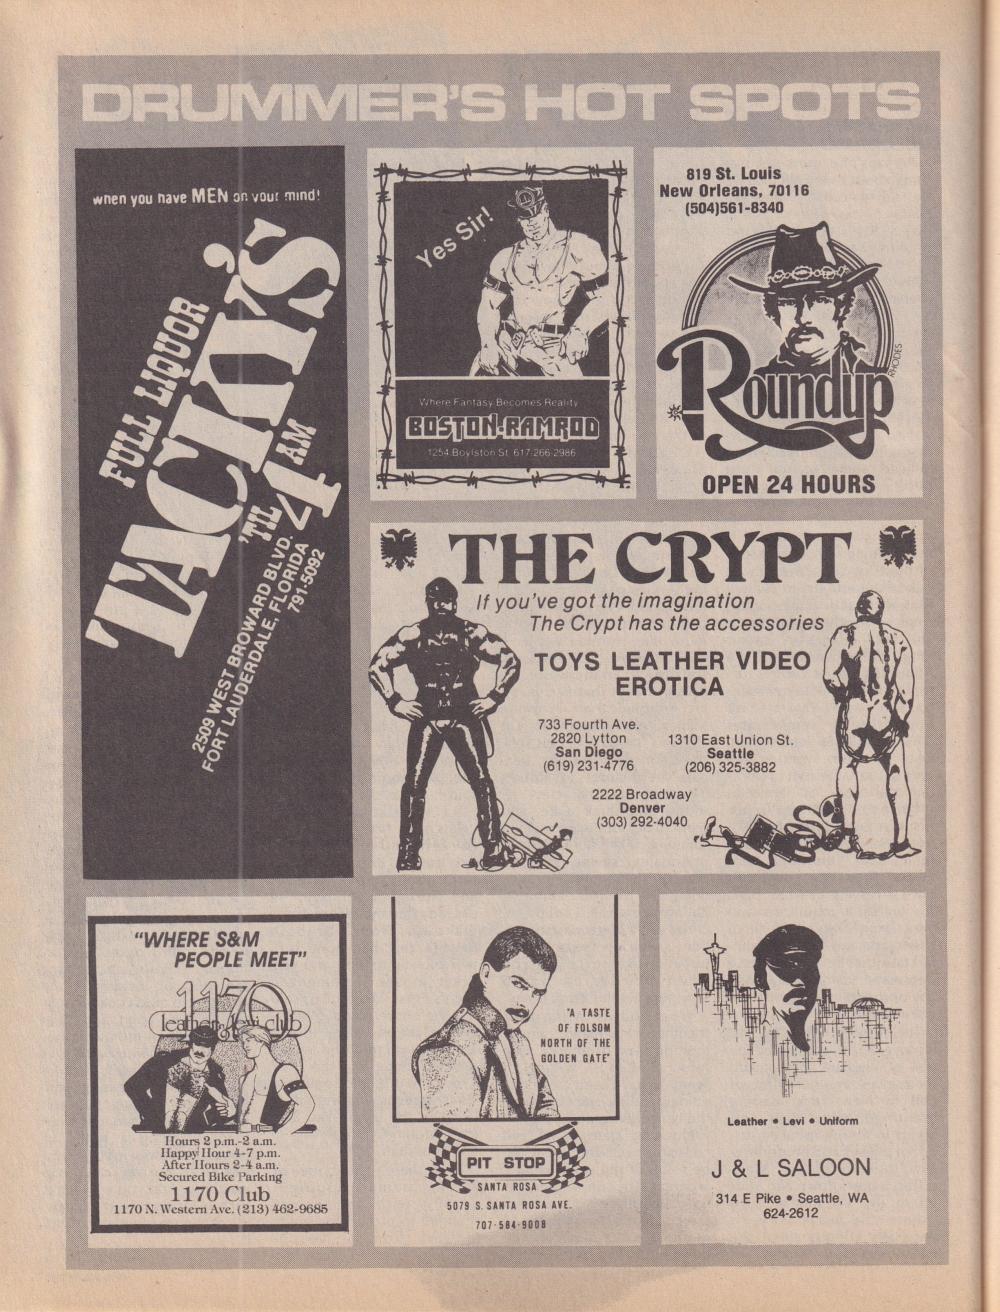 DRUMMER'S HOT SPOTS
when you have MEN on your mind!
FULL LIQUOR
TACKY'S
'TIL 4 AM
2509 WEST BROWARD BLVD.
FORT LAUDERDALE, FLORIDA
791-5092
Yes Sir!
Where Fantasy Becomes Reality
BOSTON-RAMROD
1254 Boylston St. 617-266-2986
819 St. Louis
New Orleans, 70116
(504)561-8340
RHODES
Roundup
OPEN 24 HOURS
THE CRYPT
If you've got the imagination
The Crypt has the accessories
TOYS LEATHER VIDEO
EROTICA
733 Fourth Ave.
2820 Lytton
San Diego
(619) 231-4776
1310 East Union St.
Seattle
(206) 325-3882
2222 Broadway
Denver
(303) 292-4040
"WHERE S&M
PEOPLE MEET"
1170
leather levi club
Hours 2 p.m.-2 a.m.
Happy Hour 4-7 p.m.
After Hours 2-4 a.m.
Secured Bike Parking
1170 Club
1170 N. Western Ave. (213) 462-9685
"A TASTE
OF FOLSOM
NORTH OF THE
GOLDEN GATE"
PIT STOP
SANTA ROSA
5079 S. SANTA ROSA AVE.
707-584-9008
Leather • Levi • Uniform
J & L SALOON
314 E Pike • Seattle, WA
624-2612